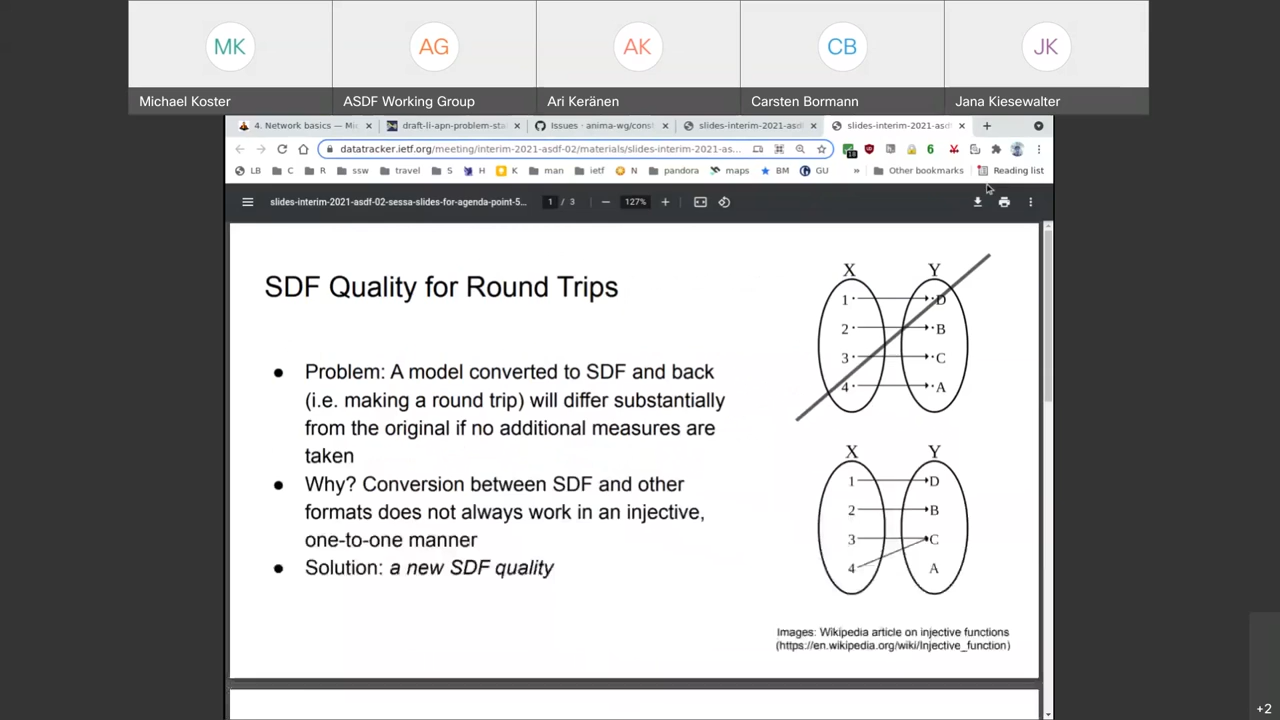 MK
AG
AK
CB
JK
Michael Koster
ASDF Working Group
Ari Keränen
Carsten Bormann
Jana Kiesewalter
4. Network basics — Mi
draft-li-apn-problem-sta
Issues · anima-wg/const
slides-interim-2021-asd
slides-interim-2021-asd
datatracker.ietf.org/meeting/interim-2021-asdf-02/materials/slides-interim-2021-as...
LB
C
R
ssw
travel
S
H
K
man
ietf
N
pandora
maps
BM
GU
»
Other bookmarks
Reading list
slides-interim-2021-asdf-02-sessa-slides-for-agenda-point-5...
1 / 3
127%
SDF Quality for Round Trips
● Problem: A model converted to SDF and back
(i.e. making a round trip) will differ substantially
from the original if no additional measures are
taken
● Why? Conversion between SDF and other
formats does not always work in an injective,
one-to-one manner
● Solution: a new SDF quality
X Y
1 D
2 B
3 C
4 A
X Y
1 D
2 B
3 C
4 A
Images: Wikipedia article on injective functions
(https://en.wikipedia.org/wiki/Injective_function)
+2